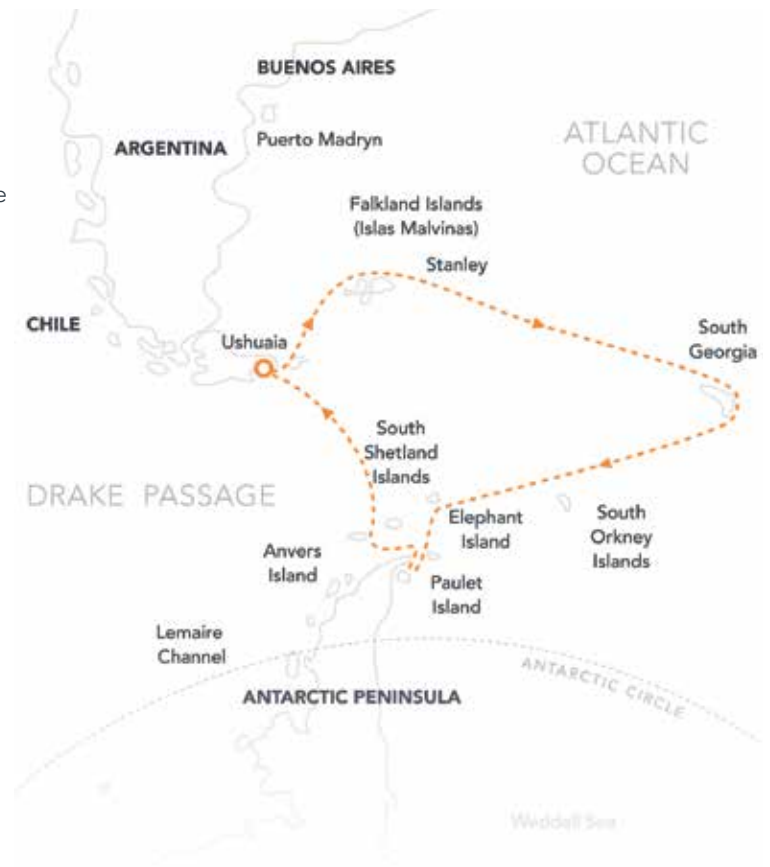 BUENOS AIRES
ARGENTINA
Puerto Madryn
ATLANTIC
OCEAN
e
Falkland Islands
(Islas Malvinas)
Stanley
CHILE
Ushuaia
South
Georgia
South
Shetland
Islands
DRAKE PASSAGE
Elephant
Island
South
Orkney
Islands
Anvers
Island
Paulet
Island
Lemaire
Channel
ANTARCTIC CIRCLE
ANTARCTIC PENINSULA
Weddell Sea